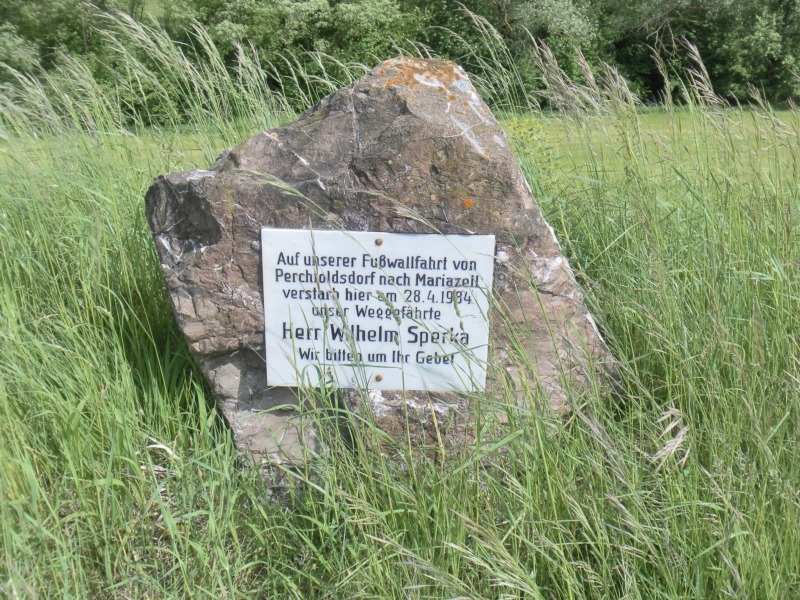 Auf unserer Fußwallfahrt von
Perchtoldsdorf nach Mariazell
verstarb hier am 28.4.1984
unser Weggefährte
Herr Wilhelm Sperka
Wir bitten um Ihr Gebet